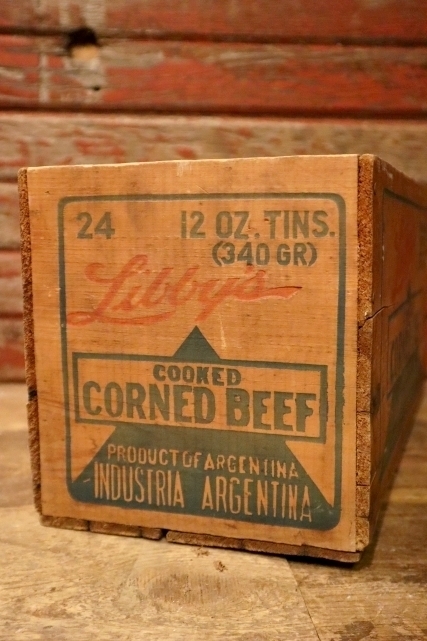 24 12 OZ. TINS.
(340 GR)
Libby's
COOKED
CORNED BEEF
PRODUCT OF ARGENTINA
INDUSTRIA ARGENTINA